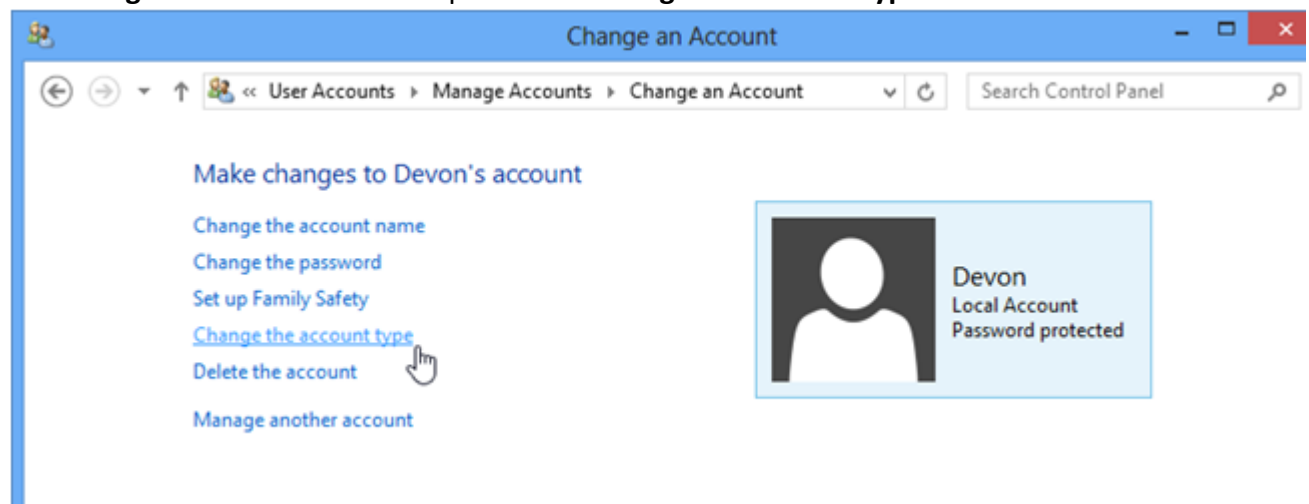 Change an Account
« User Accounts ▸ Manage Accounts ▸ Change an Account
Search Control Panel
Make changes to Devon's account
Change the account name
Change the password
Set up Family Safety
Change the account type
Delete the account
Manage another account
Devon
Local Account
Password protected